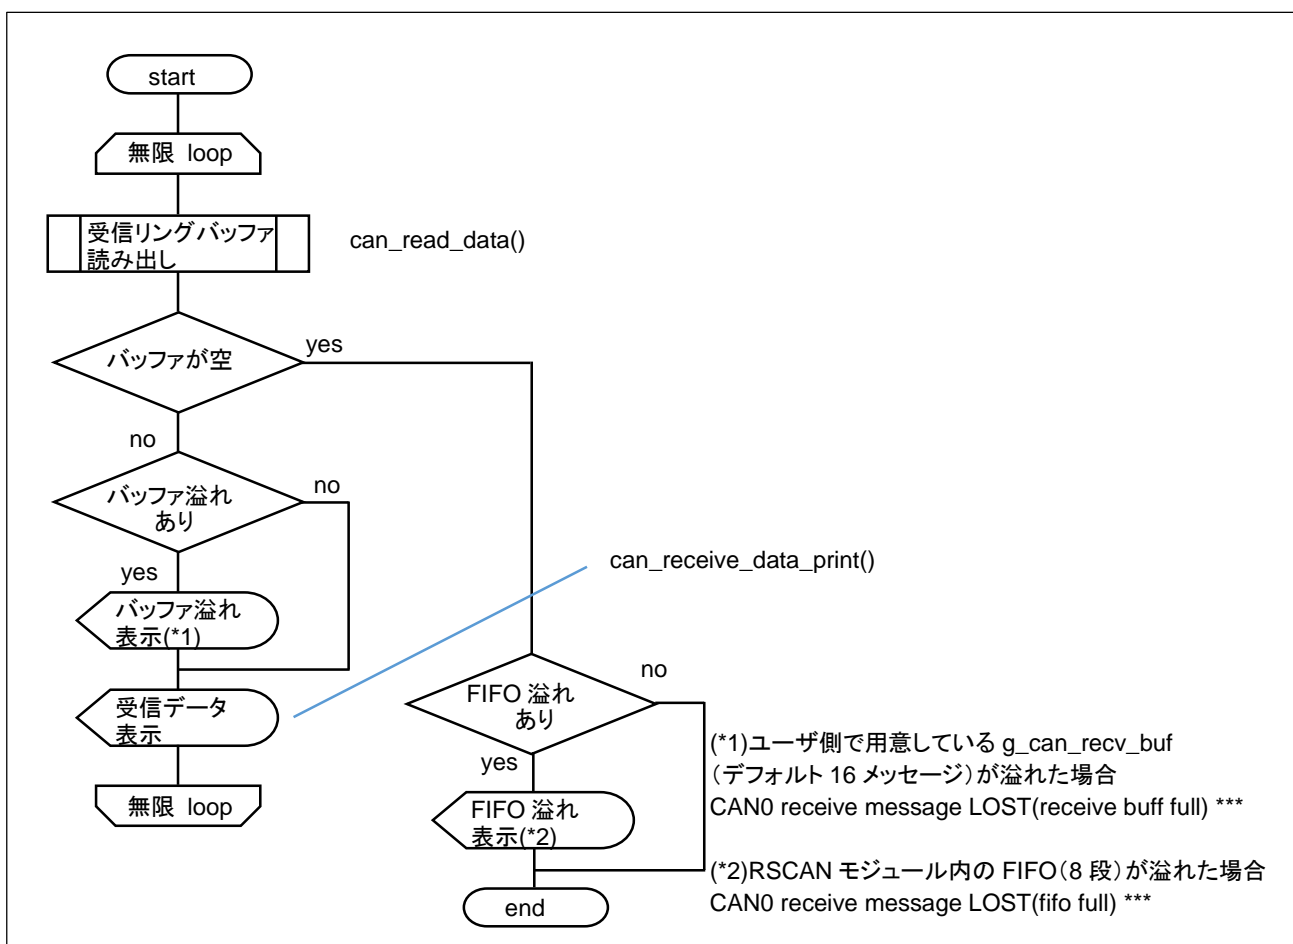 start
無限 loop
受信リングバッファ
読み出し
can_read_data()
バッファが空
yes
no
バッファ溢れ
あり
no
yes
バッファ溢れ
表示(*1)
受信データ
表示
無限 loop
can_receive_data_print()
FIFO 溢れ
あり
no
yes
FIFO 溢れ
表示(*2)
end
(*1)ユーザ側で用意している g_can_recv_buf
（デフォルト 16 メッセージ）が溢れた場合
CAN0 receive message LOST(receive buff full) ***
(*2)RSCAN モジュール内の FIFO（8 段）が溢れた場合
CAN0 receive message LOST(fifo full) ***